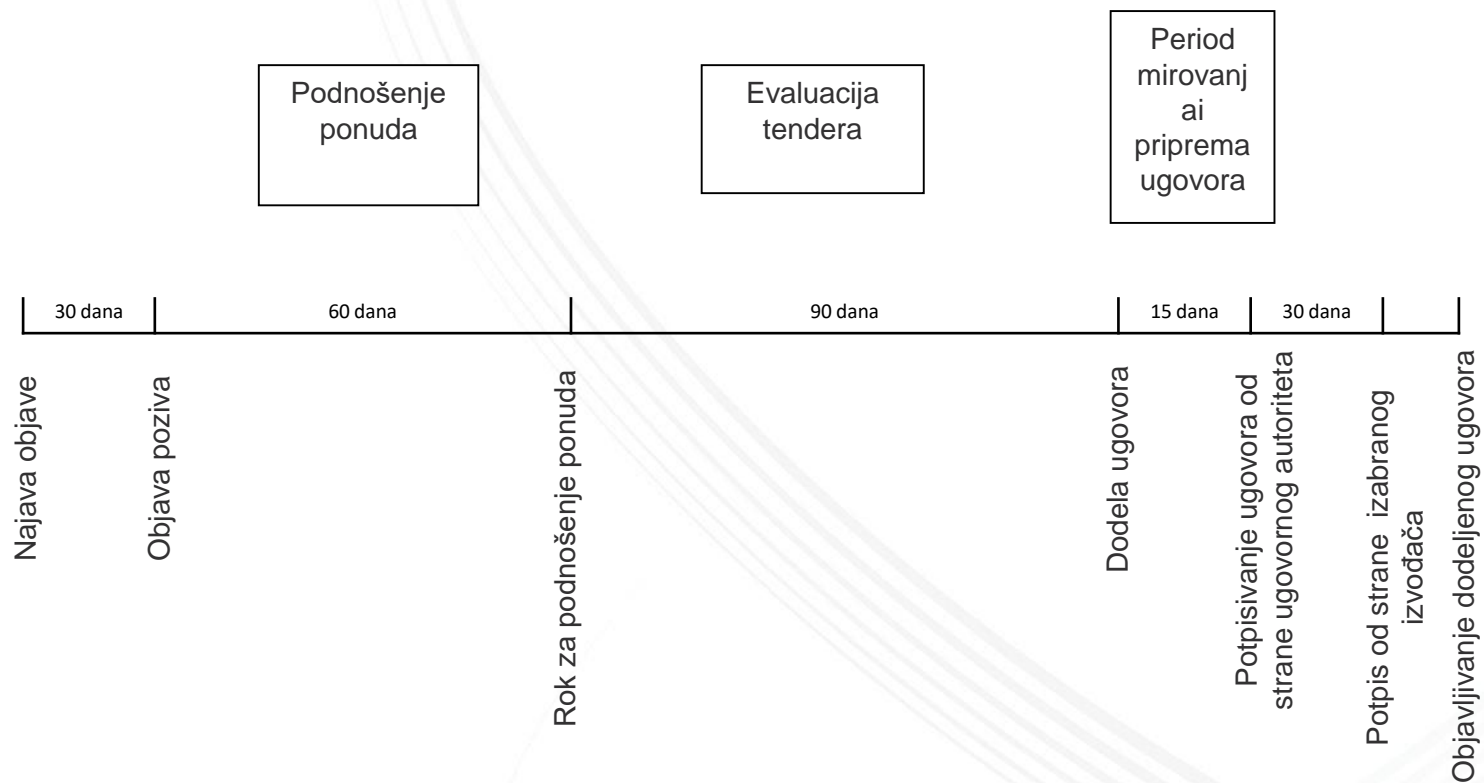 Podnošenje
ponuda
Evaluacija
tendera
Period
mirovanj
ai
priprema
ugovora
30 dana
60 dana
90 dana
15 dana
30 dana
Najava objave
Objava poziva
Rok za podnošenje ponuda
Dodela ugovora
Potpisivanje ugovora od
strane ugovornog autoriteta
Potpis od strane  izabranog
izvođača
Objavljivanje dodeljenog ugovora